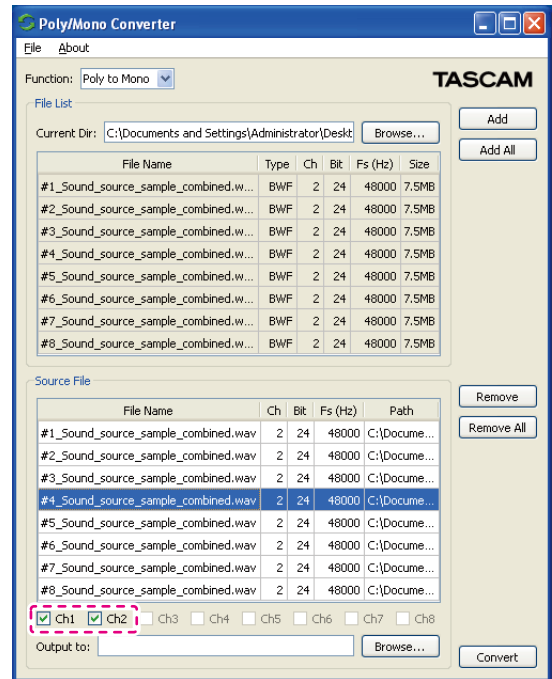 Poly/Mono Converter
File About
Function: Poly to Mono
TASCAM
File List
Current Dir: C:\Documents and Settings\Administrator\Deskt Browse...
Add
Add All
File Name Type Ch Bit Fs (Hz) Size
#1_Sound_source_sample_combined.w... BWF 2 24 48000 7.5MB
#2_Sound_source_sample_combined.w... BWF 2 24 48000 7.5MB
#3_Sound_source_sample_combined.w... BWF 2 24 48000 7.5MB
#4_Sound_source_sample_combined.w... BWF 2 24 48000 7.5MB
#5_Sound_source_sample_combined.w... BWF 2 24 48000 7.5MB
#6_Sound_source_sample_combined.w... BWF 2 24 48000 7.5MB
#7_Sound_source_sample_combined.w... BWF 2 24 48000 7.5MB
#8_Sound_source_sample_combined.w... BWF 2 24 48000 7.5MB
Source File
Remove
Remove All
File Name Ch Bit Fs (Hz) Path
#1_Sound_source_sample_combined.wav 2 24 48000 C:\Docume...
#2_Sound_source_sample_combined.wav 2 24 48000 C:\Docume...
#3_Sound_source_sample_combined.wav 2 24 48000 C:\Docume...
#4_Sound_source_sample_combined.wav 2 24 48000 C:\Docume...
#5_Sound_source_sample_combined.wav 2 24 48000 C:\Docume...
#6_Sound_source_sample_combined.wav 2 24 48000 C:\Docume...
#7_Sound_source_sample_combined.wav 2 24 48000 C:\Docume...
#8_Sound_source_sample_combined.wav 2 24 48000 C:\Docume...
Ch1 Ch2 Ch3 Ch4 Ch5 Ch6 Ch7 Ch8
Output to: Browse...
Convert